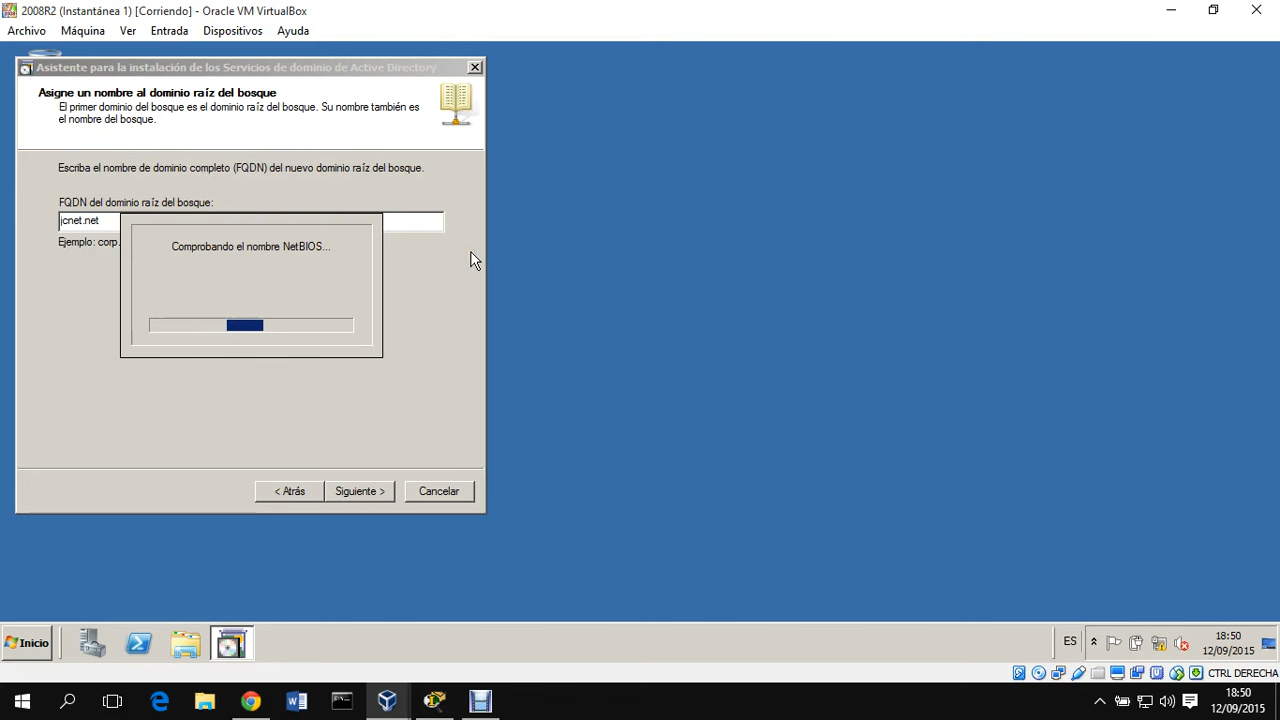 2008R2 (Instantánea 1) [Corriendo] - Oracle VM VirtualBox
Archivo Máquina Ver Entrada Dispositivos Ayuda
Asistente para la instalación de los Servicios de dominio de Active Directory
Asigne un nombre al dominio raíz del bosque
El primer dominio del bosque es el dominio raíz del bosque. Su nombre también es
el nombre del bosque.
Escriba el nombre de dominio completo (FQDN) del nuevo dominio raíz del bosque.
FQDN del dominio raíz del bosque:
jcnet.net
Ejemplo: corp.
Comprobando el nombre NetBIOS...
< Atrás Siguiente > Cancelar
Inicio
ES
18:50
12/09/2015
CTRL DERECHA
18:50
12/09/2015